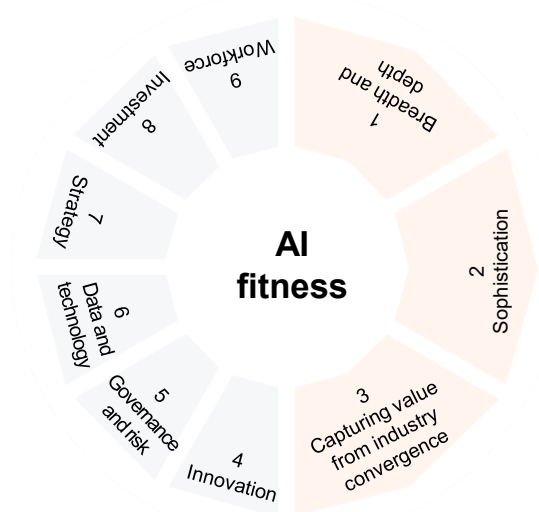 AI
fitness
1
Breadth and
depth
2
Sophistication
3
Capturing value
from industry
convergence
4
Innovation
5
Governance
and risk
6
Data and
technology
7
Strategy
8
Investment
9
Workforce